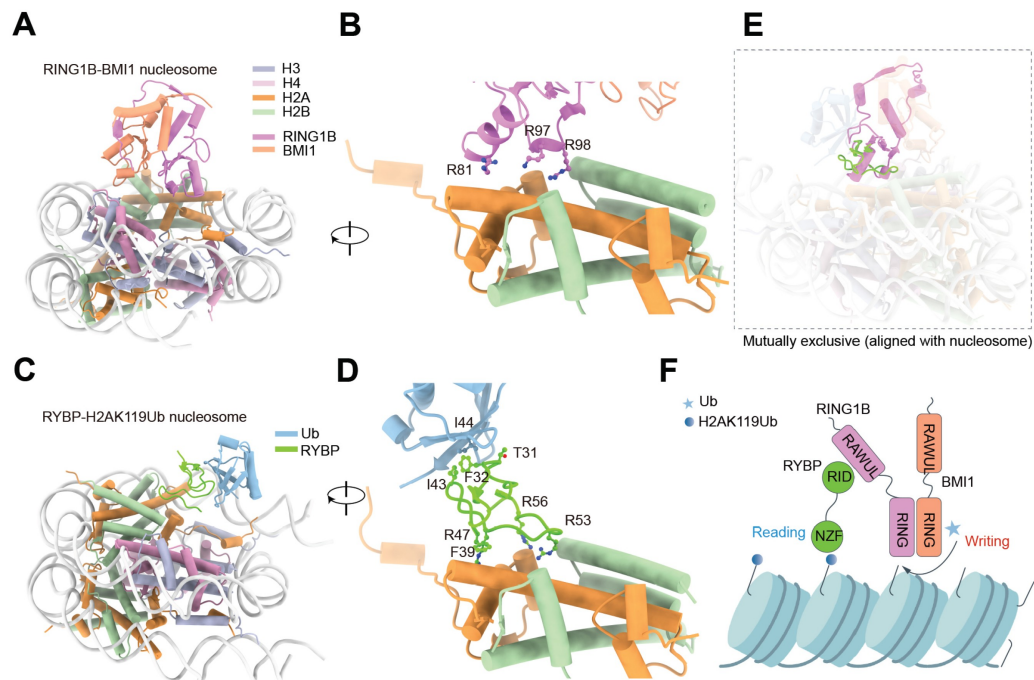 A
RING1B-BMI1 nucleosome
H3
H4
H2A
H2B
RING1B
BMI1
B
R97
R98
R81
E
Mutually exclusive (aligned with nucleosome)
C
RYBP-H2AK119Ub nucleosome
Ub
RYBP
D
I44
T31
F32
I43
R56
R47
R53
F39
F
Ub
H2AK119Ub
RING1B
RAWUL
RAWUL
RYBP
RID
BMI1
Reading
NZF
RING
RING
Writing